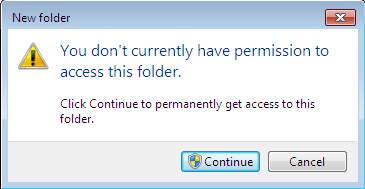 New folder
You don't currently have permission to
access this folder.
Click Continue to permanently get access to this
folder.
Continue
Cancel